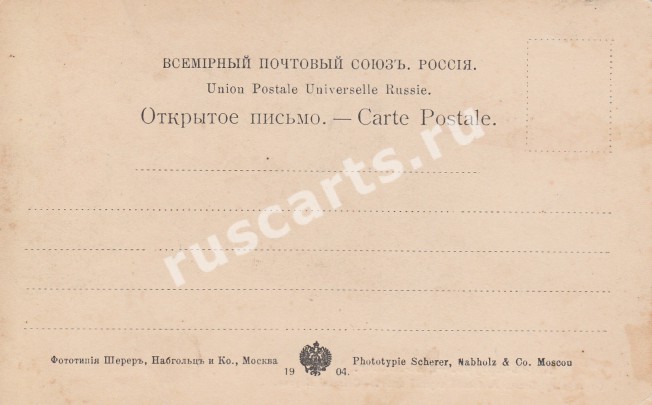 ВСЕМІРНЫЙ ПОЧТОВЫЙ СОЮЗЪ. РОССІЯ.
Union Postale Universelle Russie.
Открытое письмо. — Carte Postale.
ruscarts.ru
Фототипія Шереръ, Набгольцъ и Ко., Москва
Phototypie Scherer, Nabholz & Co. Moscou
19 04.